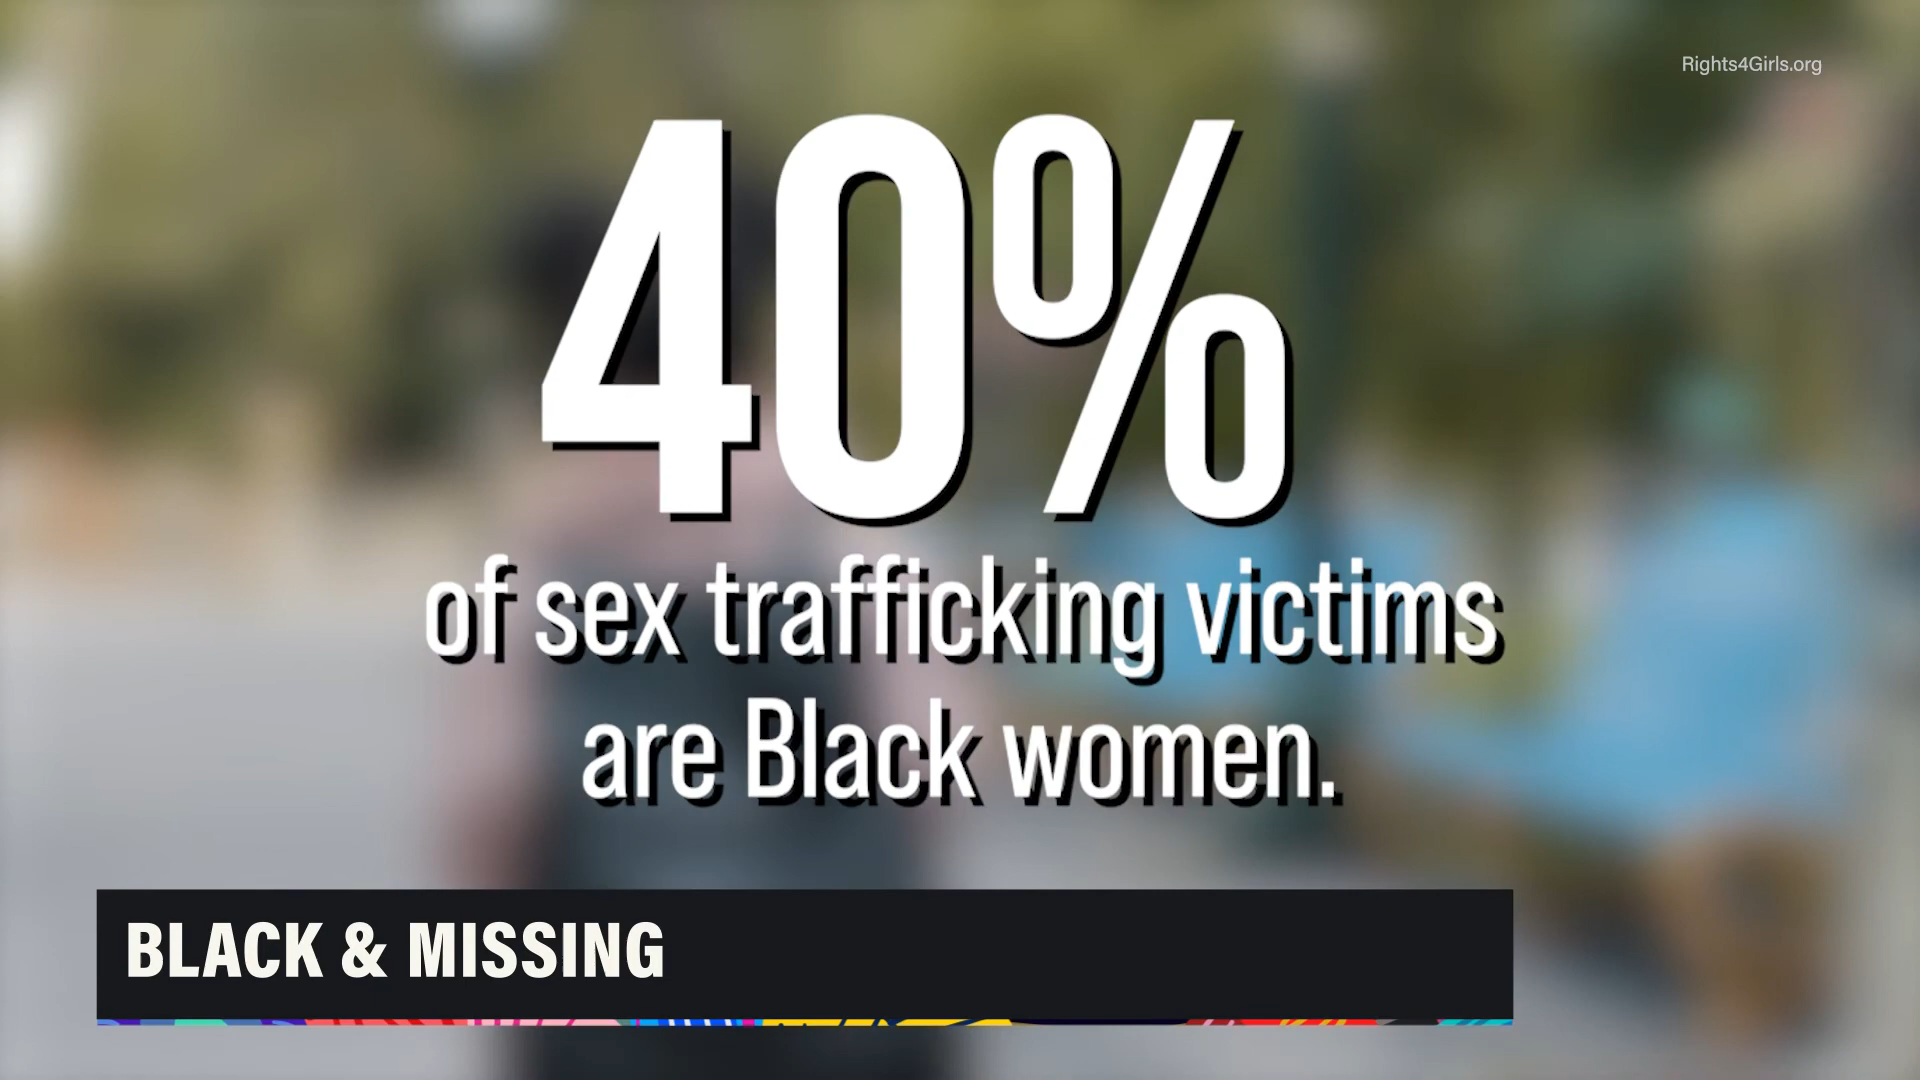 Rights4Girls.org
40%
of sex trafficking victims
are Black women.
BLACK & MISSING